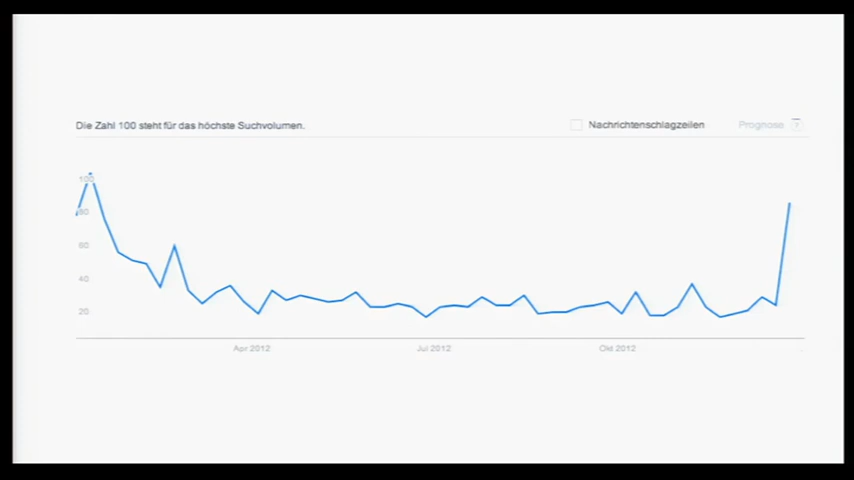 Die Zahl 100 steht für das höchste Suchvolumen.
Nachrichtenschlagzeilen
Prognose ?
100
80
60
40
20
Apr 2012
Jul 2012
Okt 2012